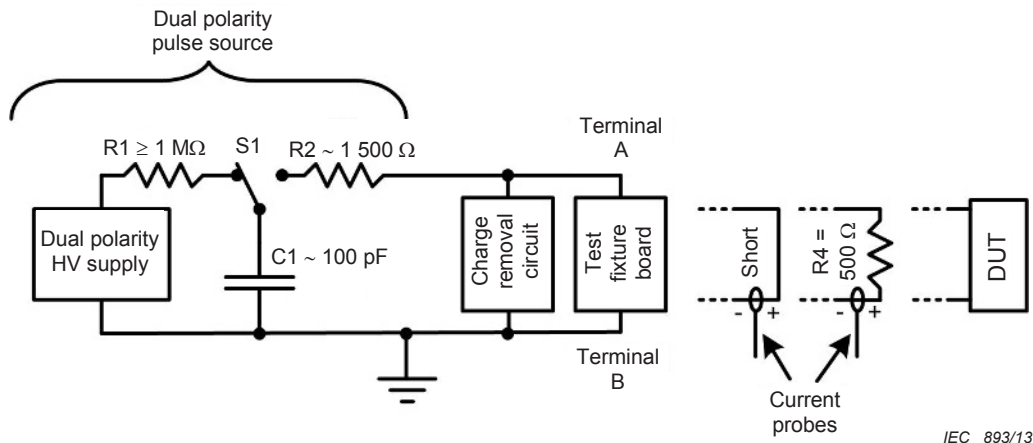 Dual polarity
pulse source
R1 ≥ 1 MΩ
S1
R2 ~ 1 500 Ω
Terminal
A
Dual polarity
HV supply
C1 ~ 100 pF
Charge
removal
circuit
Test
fixture
board
Short
R4 =
500 Ω
DUT
- +
- +
Terminal
B
Current
probes
IEC 893/13